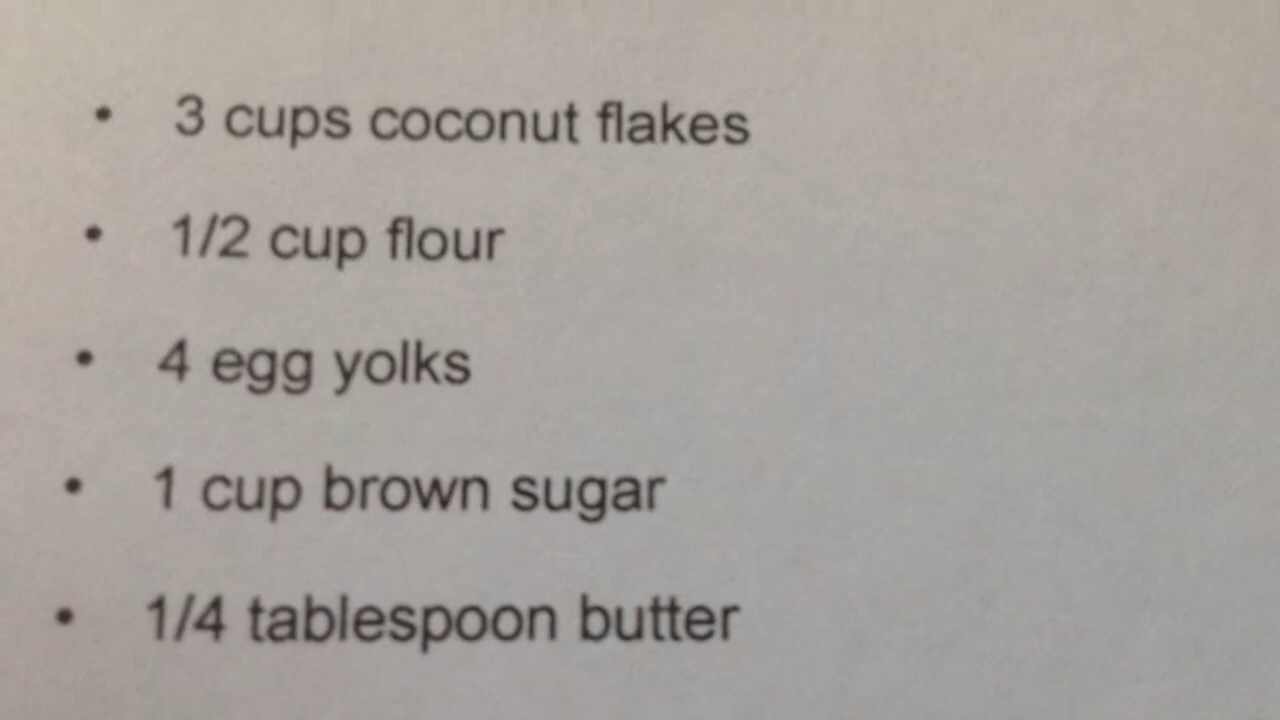 • 3 cups coconut flakes
• 1/2 cup flour
• 4 egg yolks
• 1 cup brown sugar
• 1/4 tablespoon butter